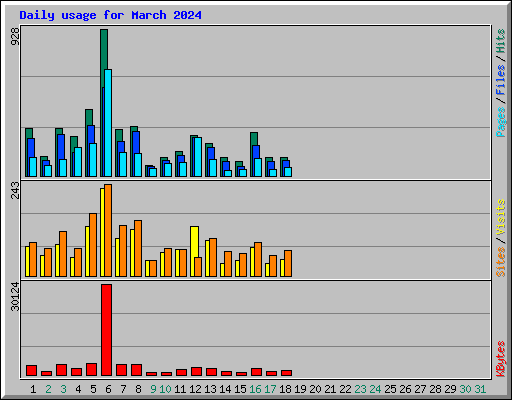 Daily usage for March 2024
928
Pages / Files / Hits
243
Sites / Visits
30124
KBytes
1 2 3 4 5 6 7 8 9 10 11 12 13 14 15 16 17 18 19 20 21 22 23 24 25 26 27 28 29 30 31